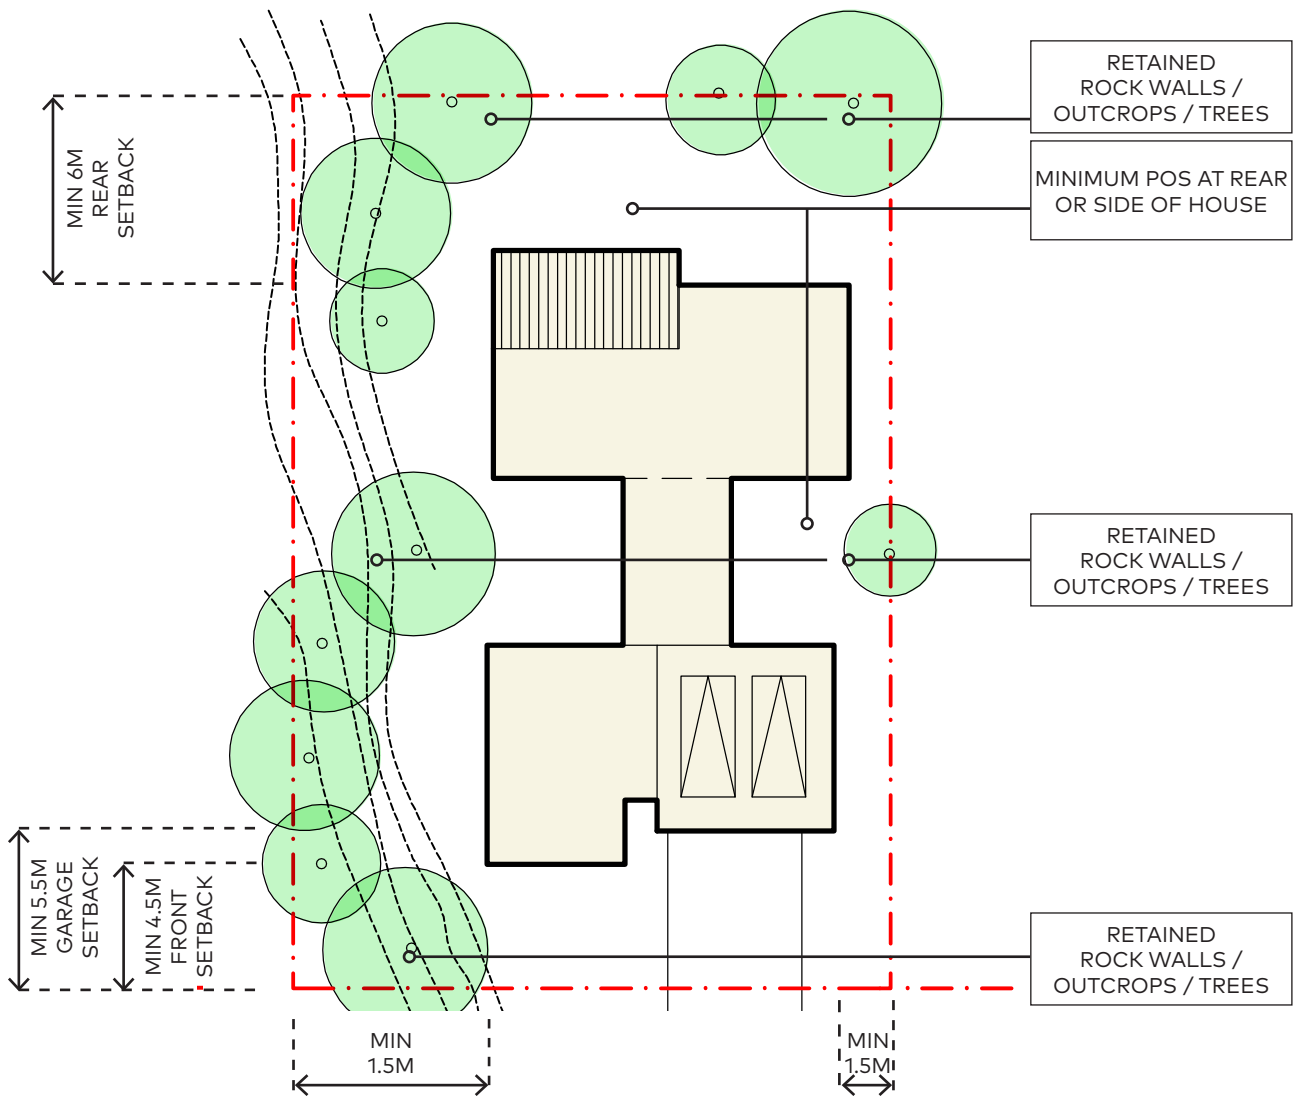 RETAINED
ROCK WALLS /
OUTCROPS / TREES
MINIMUM POS AT REAR
OR SIDE OF HOUSE
MIN 6M
REAR
SETBACK
RETAINED
ROCK WALLS /
OUTCROPS / TREES
MIN 5.5M
GARAGE
SETBACK
MIN 4.5M
FRONT
SETBACK
RETAINED
ROCK WALLS /
OUTCROPS / TREES
MIN
1.5M
MIN
1.5M